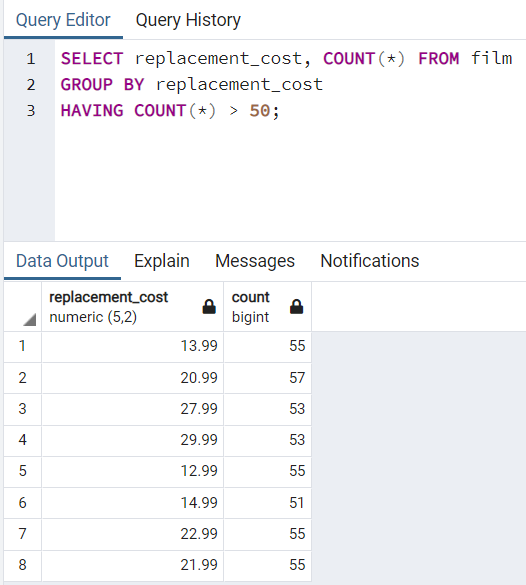 Query Editor Query History
1 SELECT replacement_cost, COUNT(*) FROM film
2 GROUP BY replacement_cost
3 HAVING COUNT(*) > 50;
Data Output Explain Messages Notifications
replacement_cost count
numeric (5,2) bigint
1 13.99 55
2 20.99 57
3 27.99 53
4 29.99 53
5 12.99 55
6 14.99 51
7 22.99 55
8 21.99 55